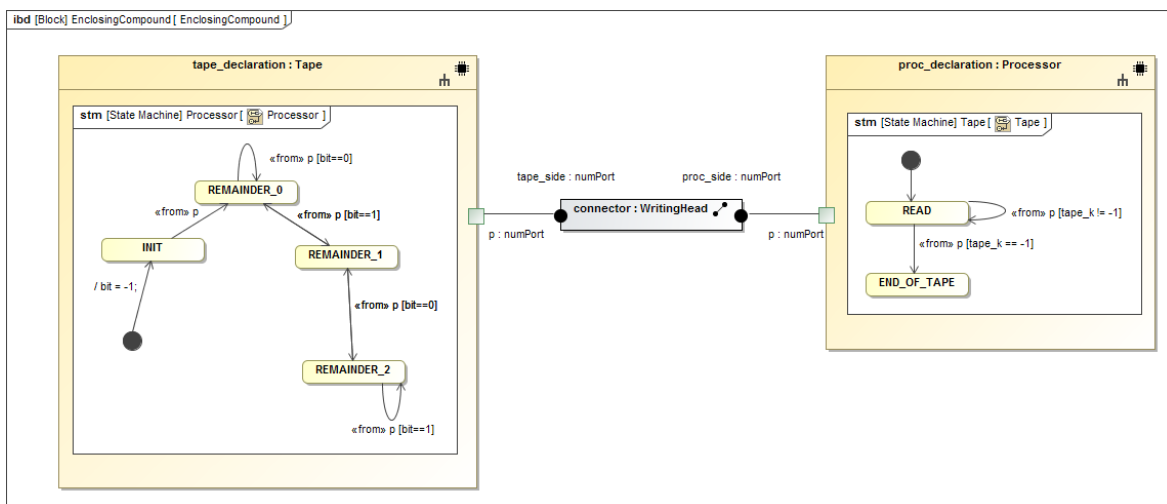 ibd [Block] EnclosingCompound [ EnclosingCompound ]
tape_declaration : Tape
stm [State Machine] Processor [ Processor ]
«from» p [bit==0]
REMAINDER_0
«from» p
«from» p [bit==1]
INIT
REMAINDER_1
/ bit = -1;
«from» p [bit==0]
REMAINDER_2
«from» p [bit==1]
tape_side : numPort
proc_side : numPort
connector : WritingHead
p : numPort
p : numPort
proc_declaration : Processor
stm [State Machine] Tape [ Tape ]
READ
«from» p [tape_k != -1]
«from» p [tape_k == -1]
END_OF_TAPE